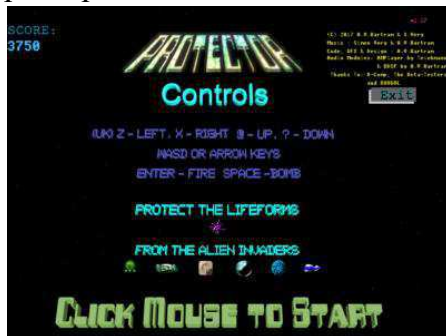 SCORE:
3750
PROTECTOR
Controls
(UK) Z - LEFT, X - RIGHT @ - UP, ? - DOWN
WASD OR ARROW KEYS
ENTER - FIRE SPACE -BOMB
PROTECT THE LIFEFORMS
FROM THE ALIEN INVADERS
CLICK MOUSE TO START
Exit